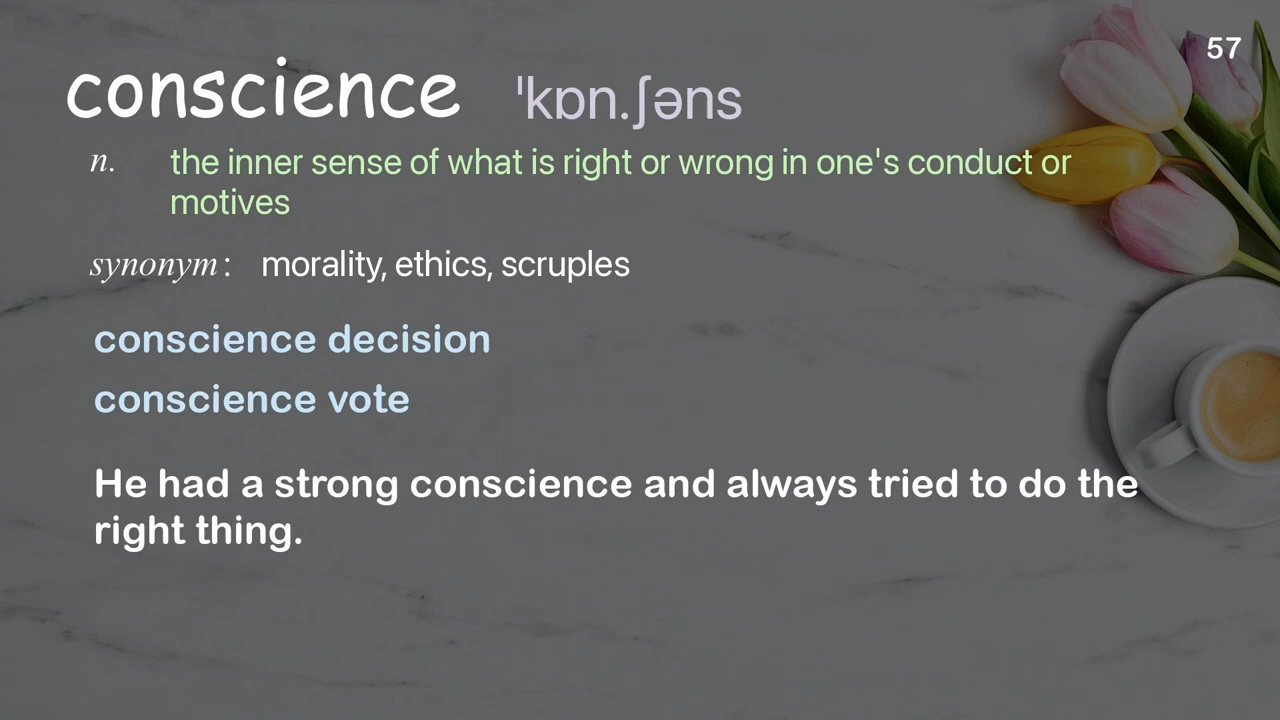 57
conscience ˈkɒn.ʃəns
n. the inner sense of what is right or wrong in one's conduct or
motives
synonym: morality, ethics, scruples
conscience decision
conscience vote
He had a strong conscience and always tried to do the
right thing.